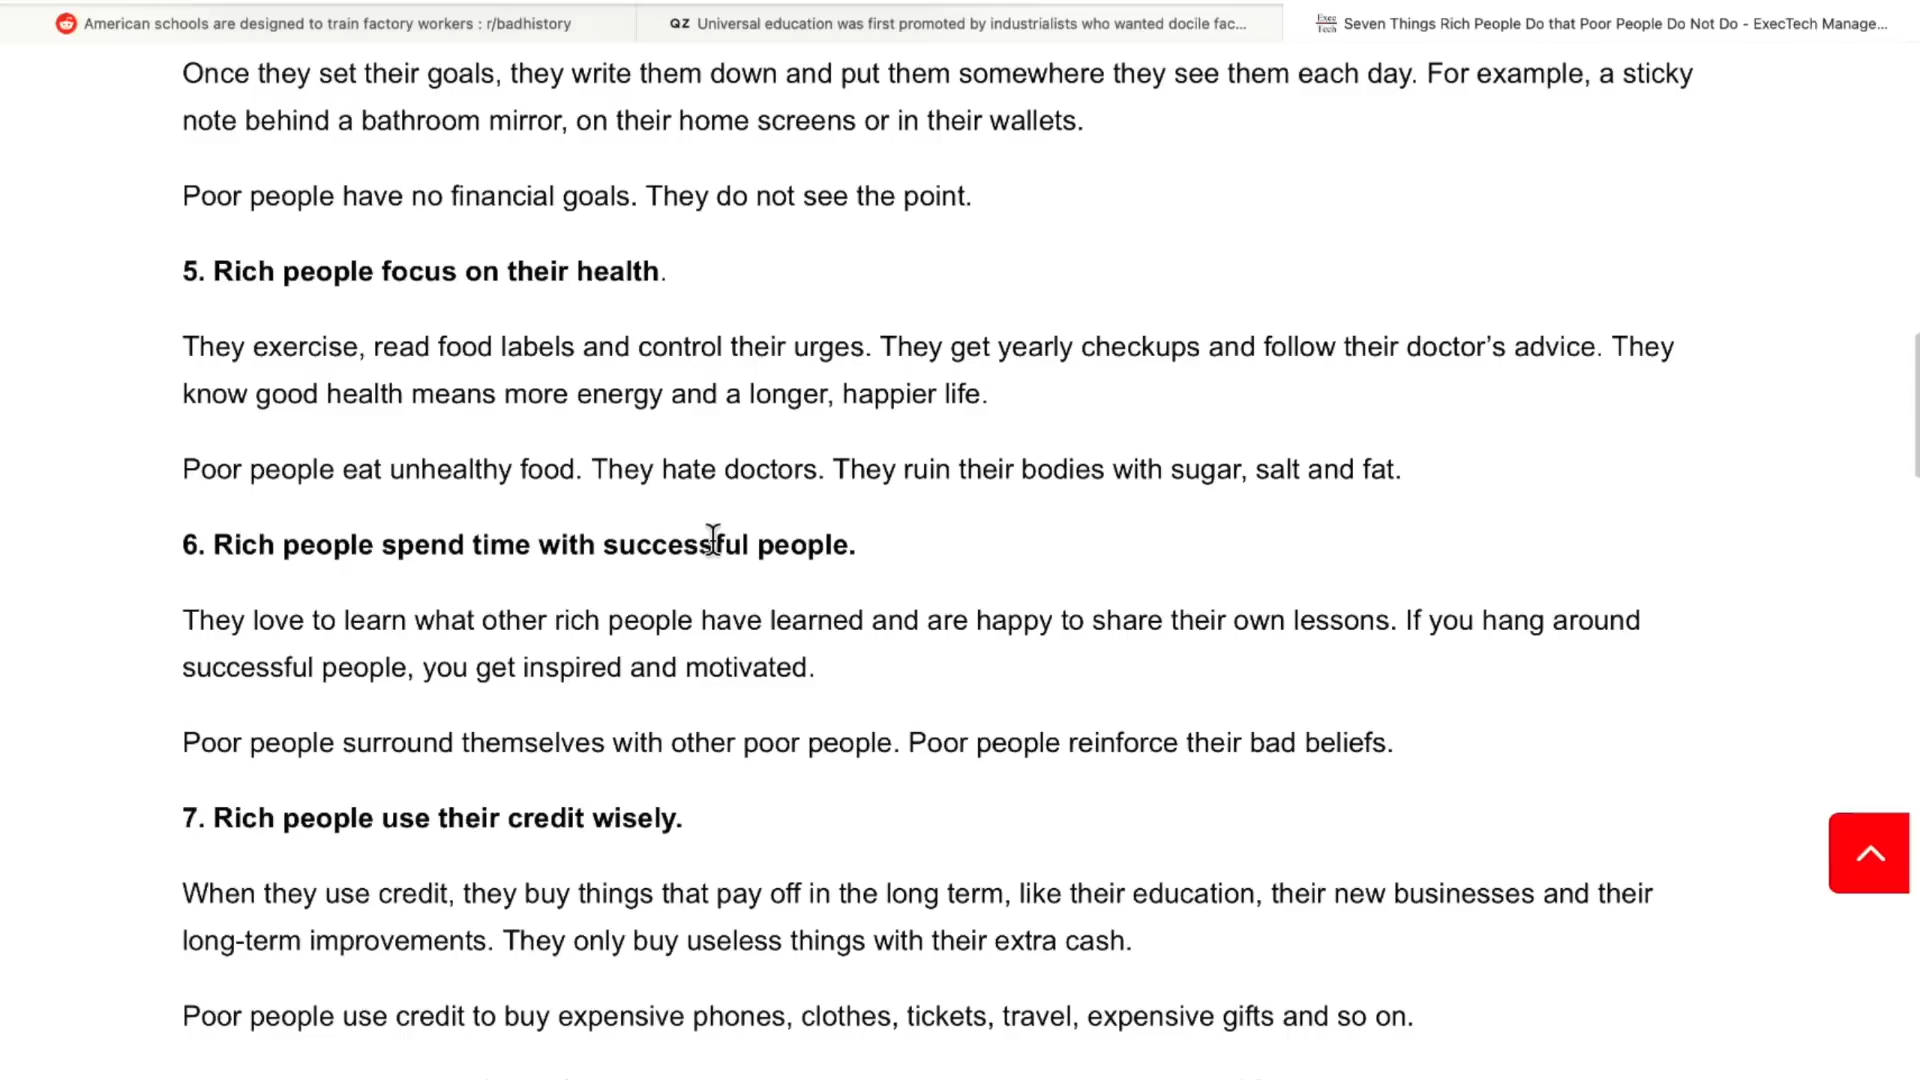 American schools are designed to train factory workers : r/badhistory
QZ Universal education was first promoted by industrialists who wanted docile fac...
Exec Tech Seven Things Rich People Do that Poor People Do Not Do - ExecTech Manage...
Once they set their goals, they write them down and put them somewhere they see them each day. For example, a sticky
note behind a bathroom mirror, on their home screens or in their wallets.
Poor people have no financial goals. They do not see the point.
5. Rich people focus on their health.
They exercise, read food labels and control their urges. They get yearly checkups and follow their doctor’s advice. They
know good health means more energy and a longer, happier life.
Poor people eat unhealthy food. They hate doctors. They ruin their bodies with sugar, salt and fat.
6. Rich people spend time with successful people.
They love to learn what other rich people have learned and are happy to share their own lessons. If you hang around
successful people, you get inspired and motivated.
Poor people surround themselves with other poor people. Poor people reinforce their bad beliefs.
7. Rich people use their credit wisely.
When they use credit, they buy things that pay off in the long term, like their education, their new businesses and their
long-term improvements. They only buy useless things with their extra cash.
Poor people use credit to buy expensive phones, clothes, tickets, travel, expensive gifts and so on.